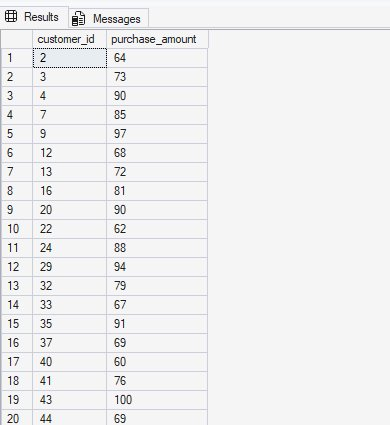 Results Messages
customer_id purchase_amount
1 2 64
2 3 73
3 4 90
4 7 85
5 9 97
6 12 68
7 13 72
8 16 81
9 20 90
10 22 62
11 24 88
12 29 94
13 32 79
14 33 67
15 35 91
16 37 69
17 40 60
18 41 76
19 43 100
20 44 69